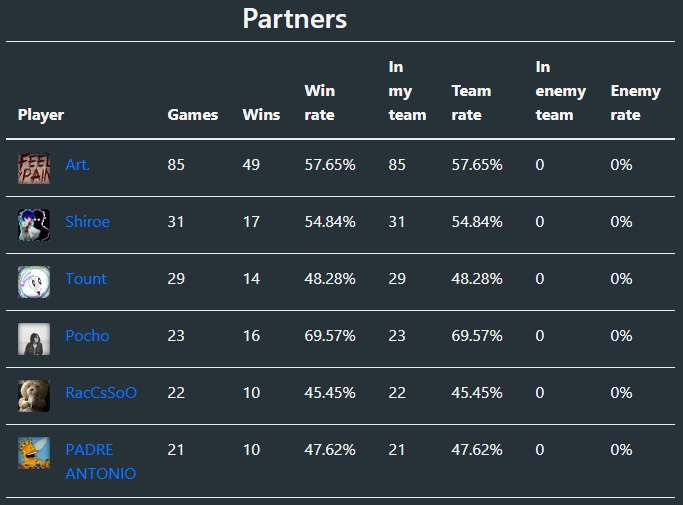 Partners
Player Games Wins Win rate In my team Team rate In enemy team Enemy rate
FEEL PAIN Art. 85 49 57.65% 85 57.65% 0 0%
Shiroe 31 17 54.84% 31 54.84% 0 0%
Tount 29 14 48.28% 29 48.28% 0 0%
Pocho 23 16 69.57% 23 69.57% 0 0%
RacCsSoO 22 10 45.45% 22 45.45% 0 0%
PADRE ANTONIO 21 10 47.62% 21 47.62% 0 0%